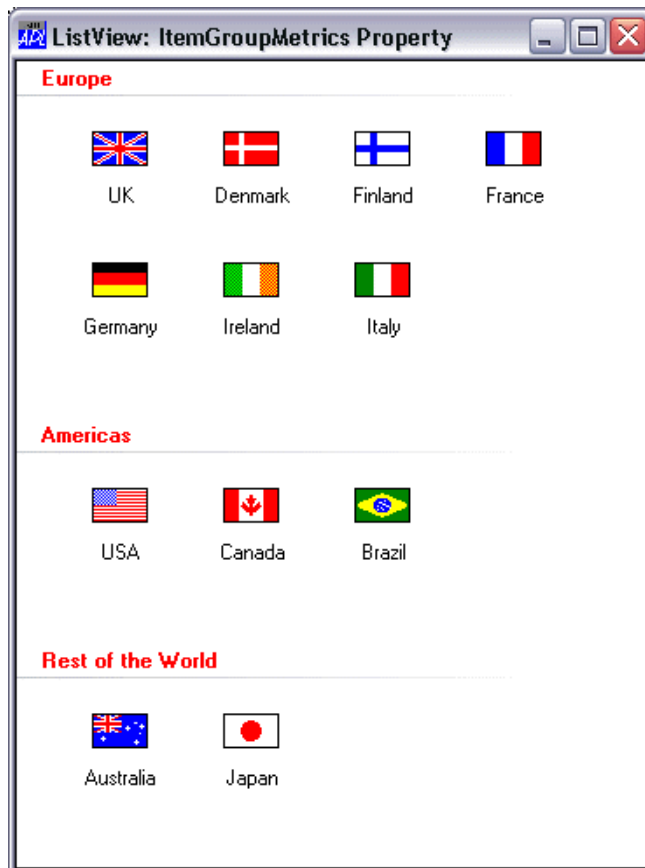 APL ListView: ItemGroupMetrics Property
Europe
UK Denmark Finland France
Germany Ireland Italy
Americas
USA Canada Brazil
Rest of the World
Australia Japan